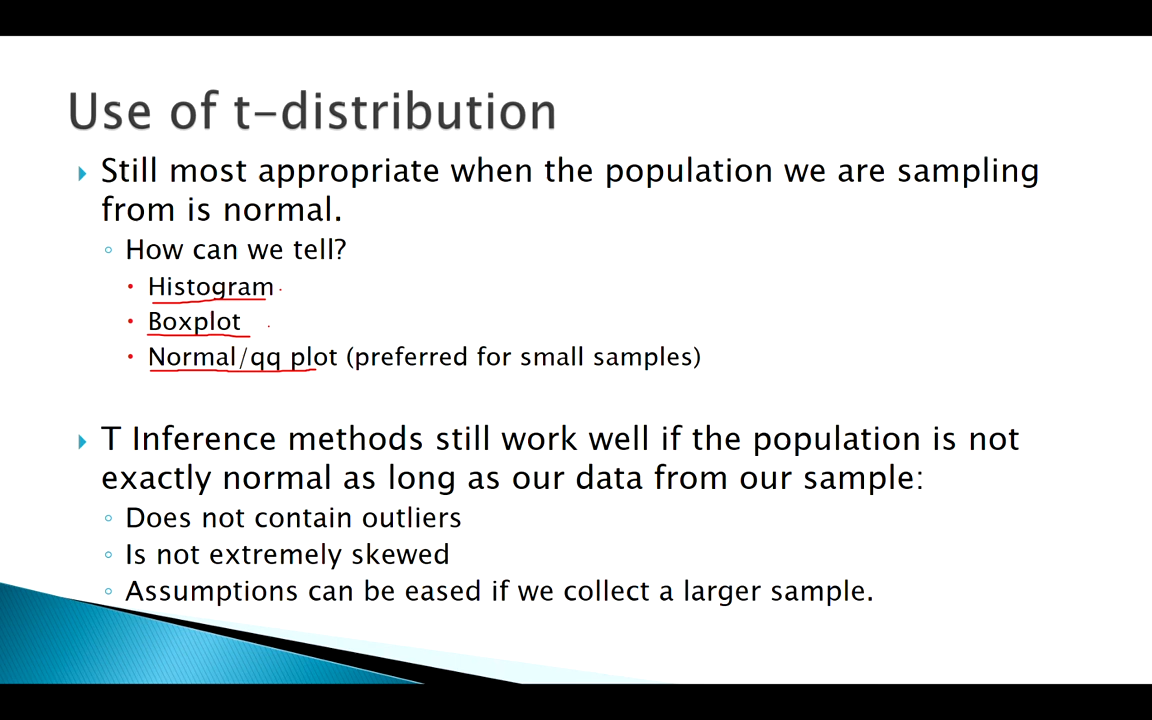 Use of t-distribution
Still most appropriate when the population we are sampling
from is normal.
How can we tell?
Histogram
Boxplot
Normal/qq plot (preferred for small samples)
T Inference methods still work well if the population is not
exactly normal as long as our data from our sample:
Does not contain outliers
Is not extremely skewed
Assumptions can be eased if we collect a larger sample.